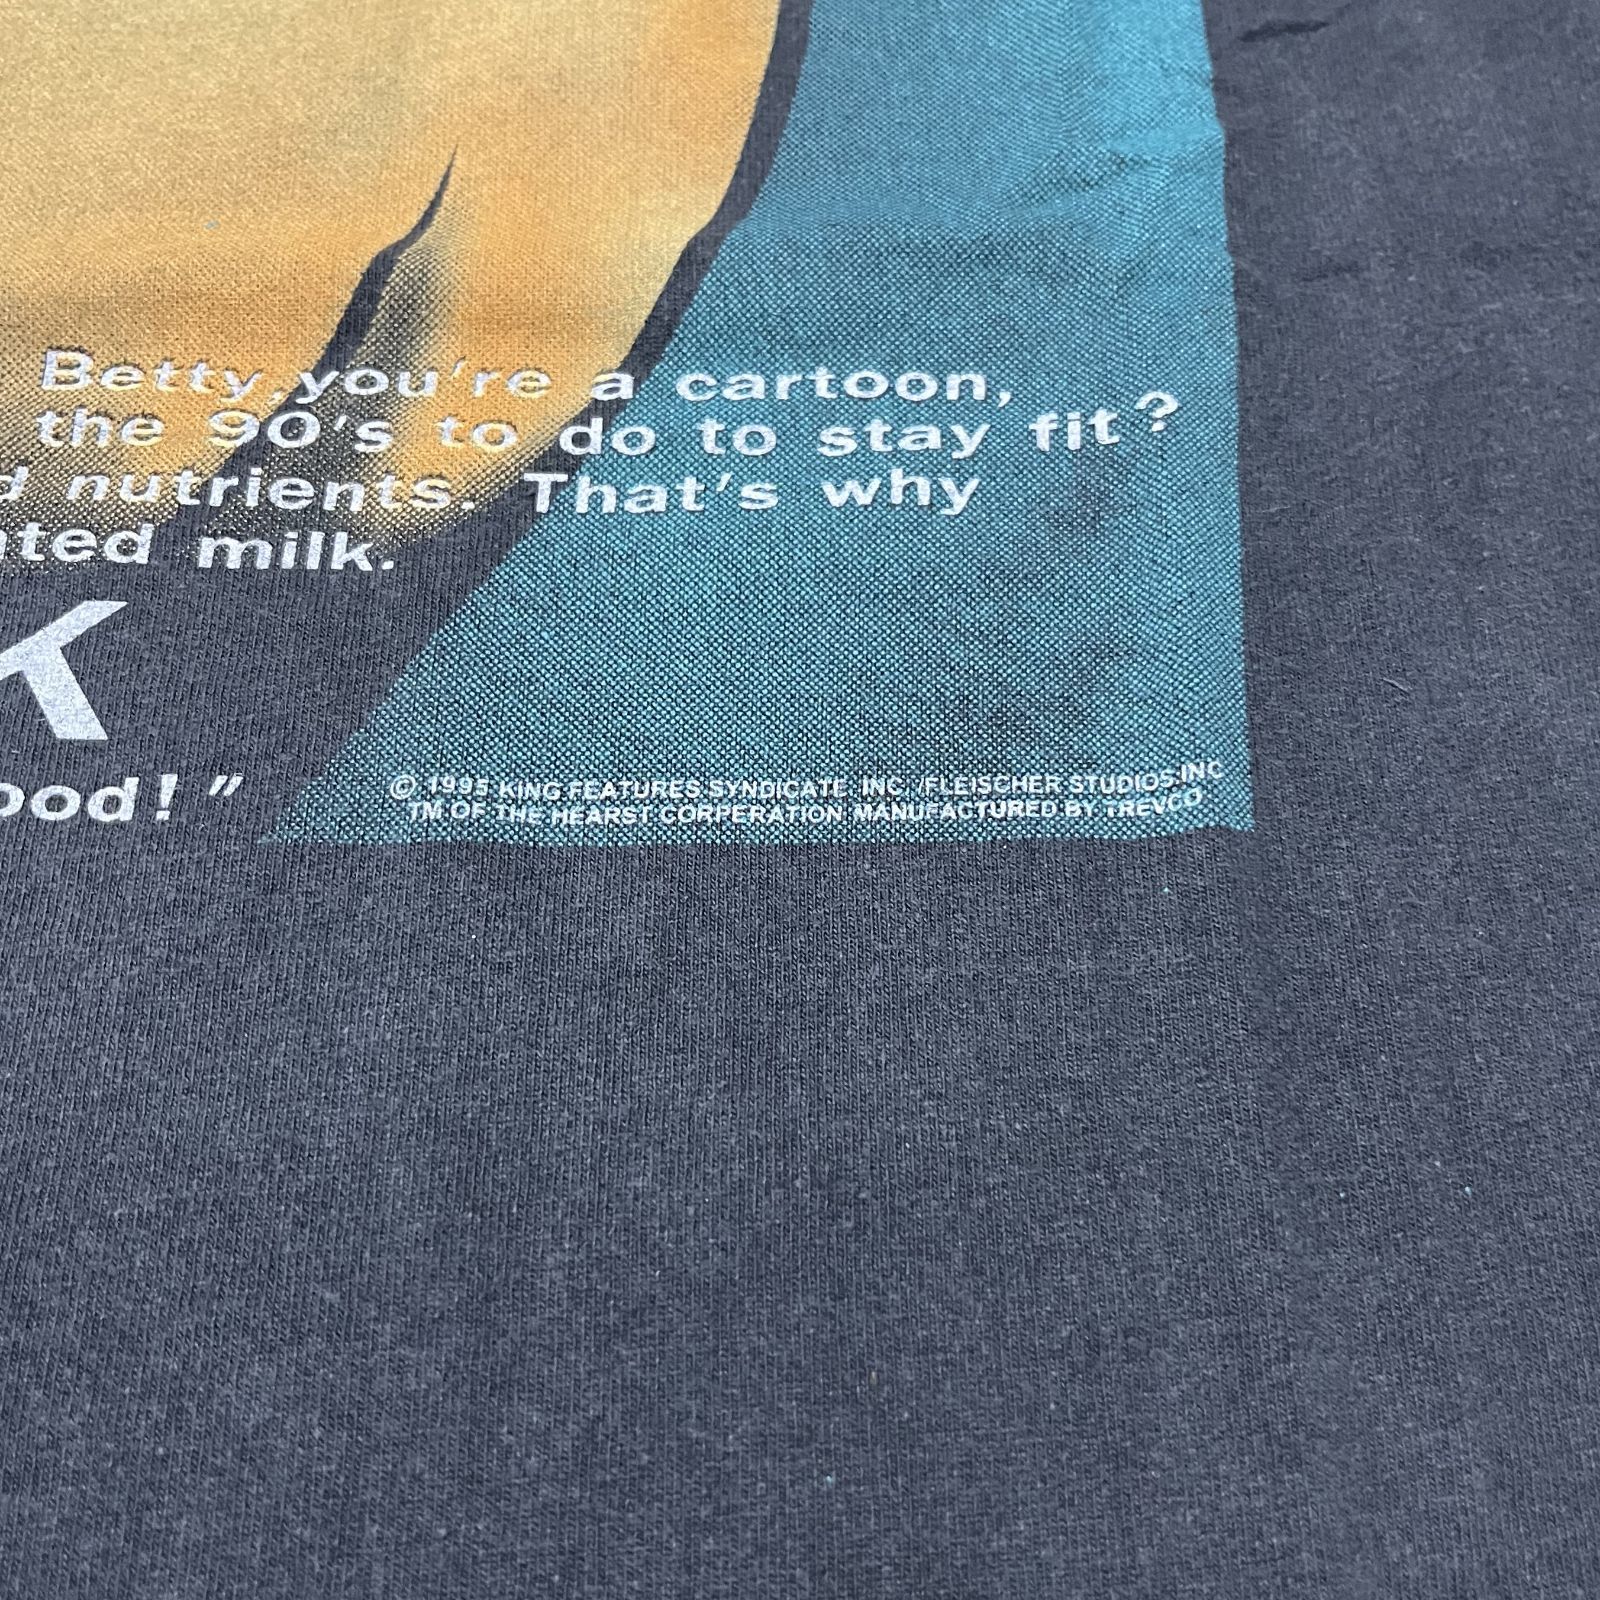 Betty,you're a cartoon,
the 90's to do to stay fit?
d nutrients. That's why
ated milk.
K
ood!”
© 1995 KING FEATURES SYNDICATE INC. /FLEISCHER STUDIOS,INC
TM OF THE HEARST CORPERATION MANUFACTURED BY TREVCO